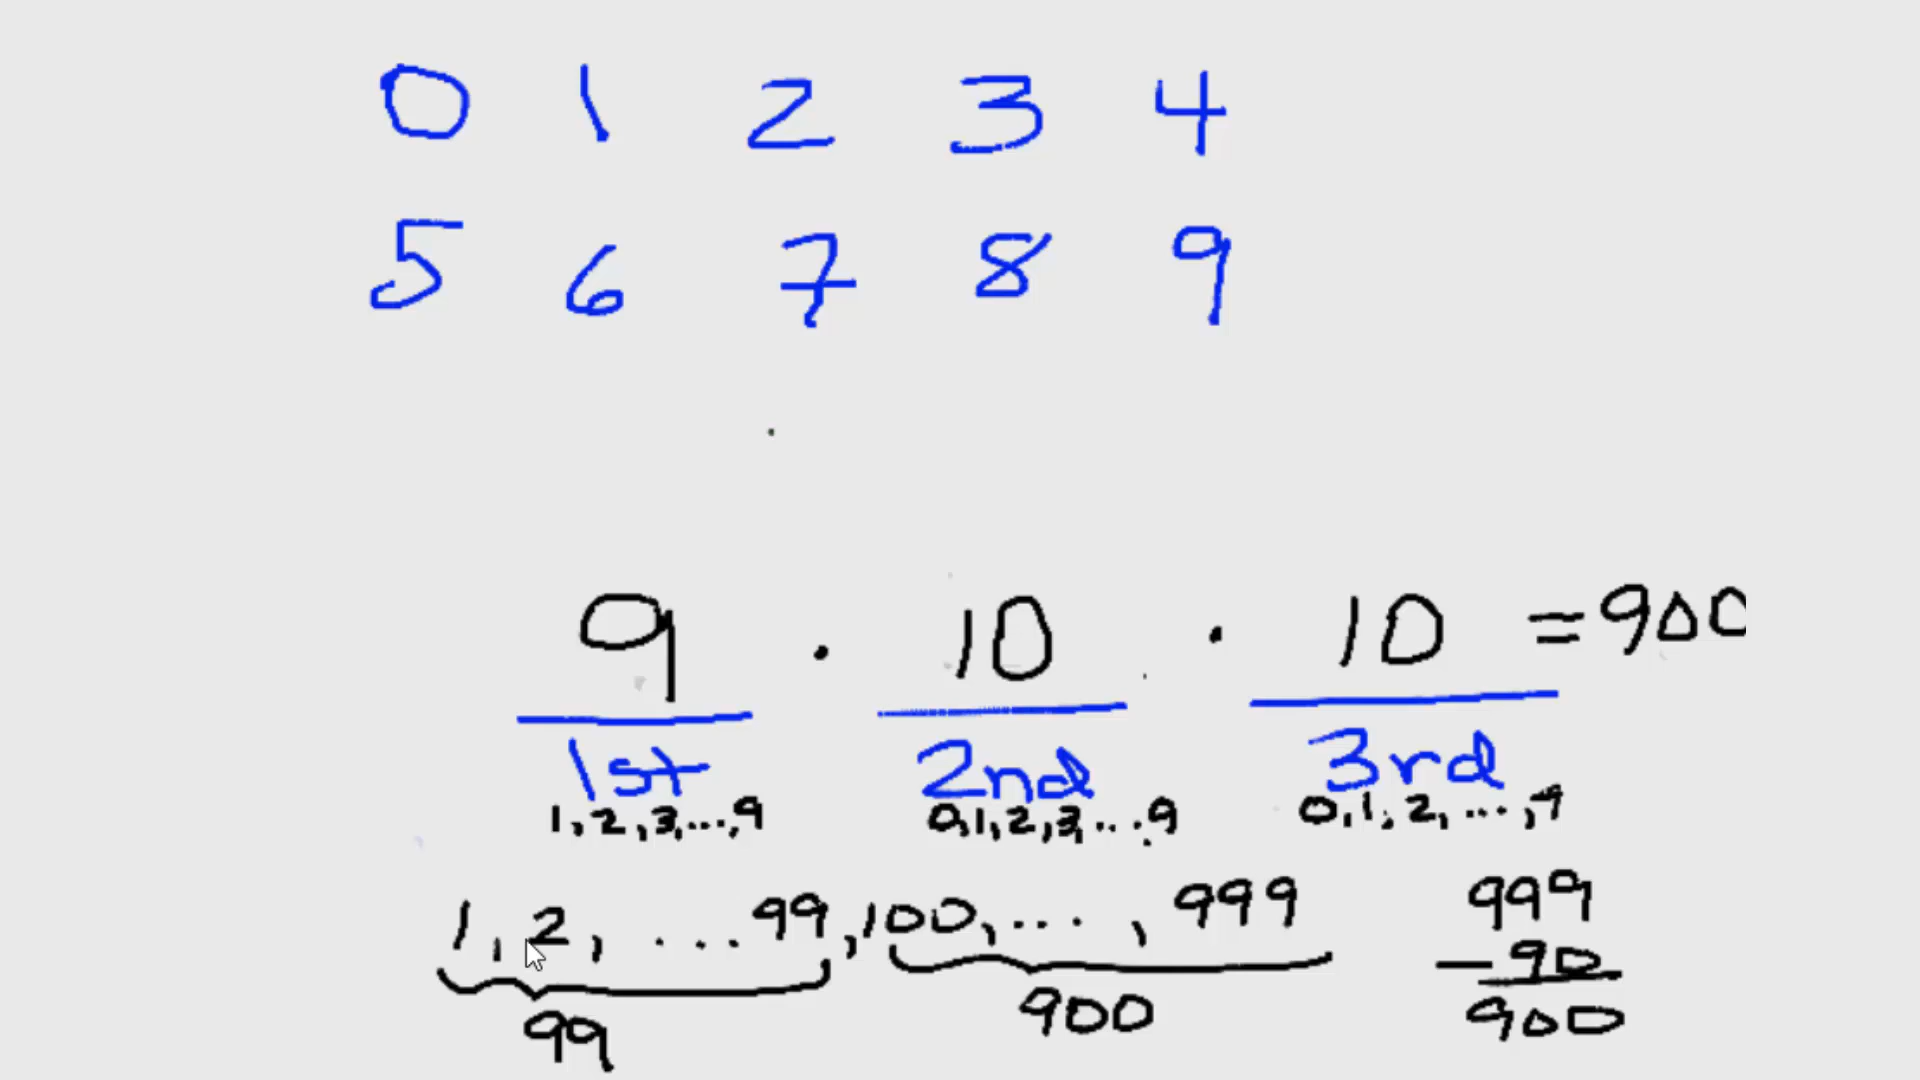 0 1 2 3 4
5 6 7 8 9
9 . 10 . 10 = 900
1st 2nd 3rd
1, 2, 3, ..., 9 0, 1, 2, 3, ..., 9 0, 1, 2, ..., 9
1, 2, ... 99, 100, ..., 999 999
99 900 - 90
900